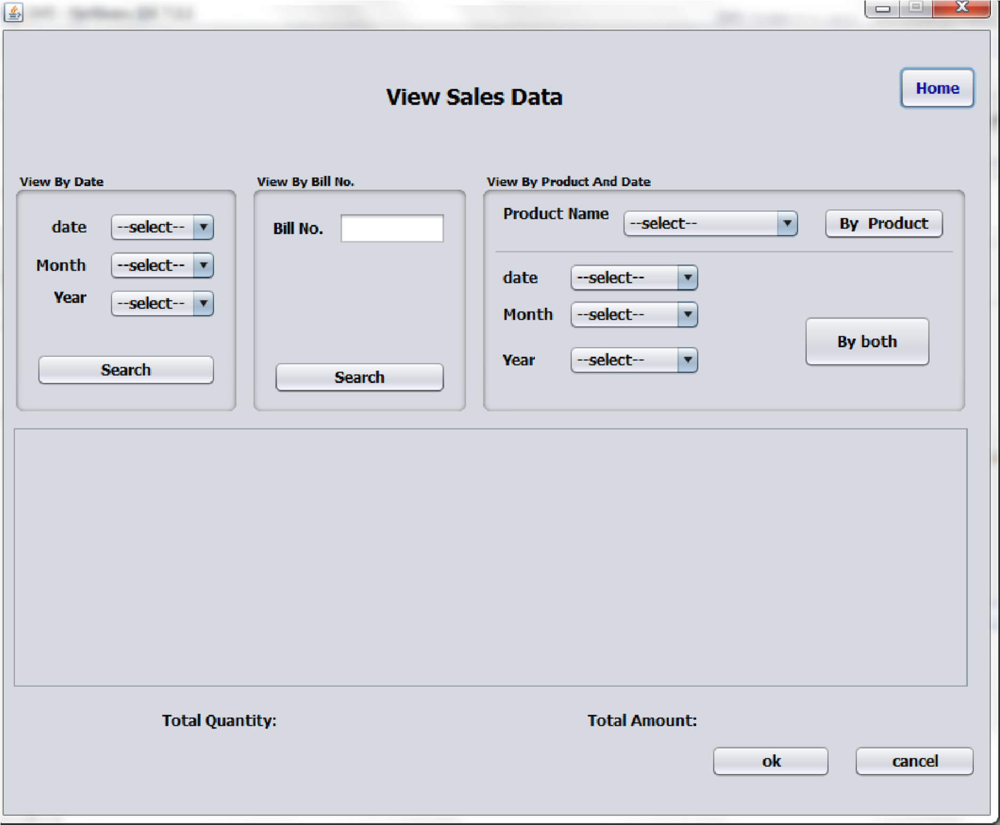 View Sales Data
Home
View By Date
date --select--
Month --select--
Year --select--
Search
View By Bill No.
Bill No.
Search
View By Product And Date
Product Name --select-- By Product
date --select--
Month --select--
Year --select--
By both
Total Quantity:
Total Amount:
ok
cancel